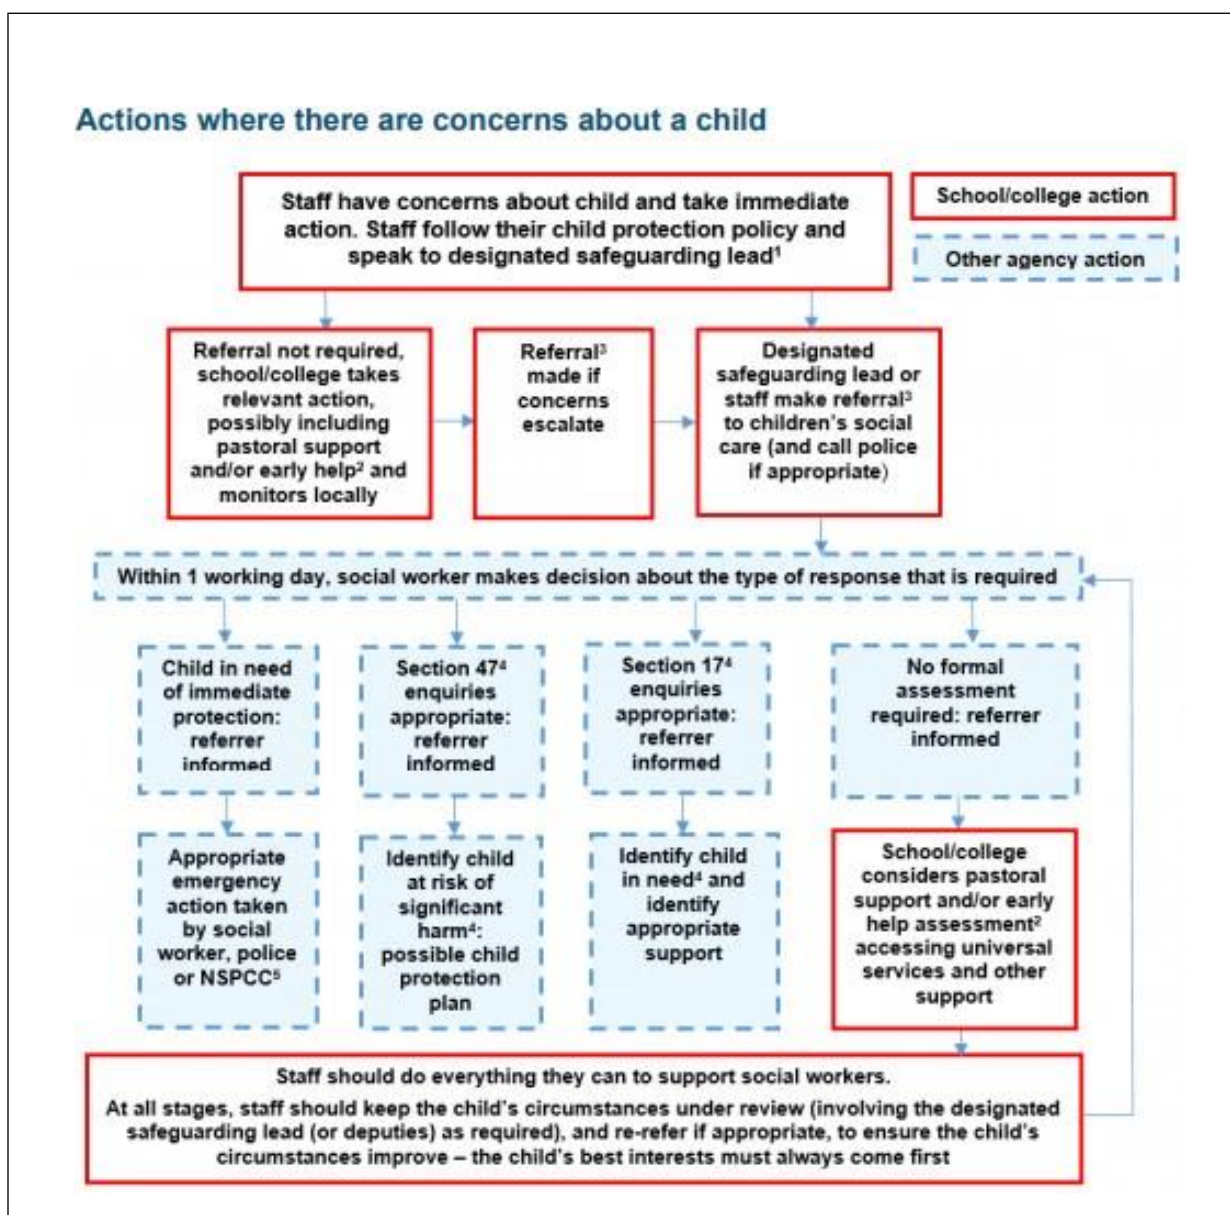 Actions where there are concerns about a child
Staff have concerns about child and take immediate
action. Staff follow their child protection policy and
speak to designated safeguarding lead¹
School/college action
Other agency action
Referral not required,
school/college takes
relevant action,
possibly including
pastoral support
and/or early help² and
monitors locally
Referral³
made if
concerns
escalate
Designated
safeguarding lead or
staff make referral³
to children's social
care (and call police
if appropriate)
Within 1 working day, social worker makes decision about the type of response that is required
Child in need
of immediate
protection:
referrer
informed
Section 47⁴
enquiries
appropriate:
referrer
informed
Section 17⁴
enquiries
appropriate:
referrer
informed
No formal
assessment
required: referrer
informed
Appropriate
emergency
action taken
by social
worker, police
or NSPCC⁵
Identify child
at risk of
significant
harm⁴:
possible child
protection
plan
Identify child
in need⁴ and
identify
appropriate
support
School/college
considers pastoral
support and/or early
help assessment²
accessing universal
services and other
support
Staff should do everything they can to support social workers.
At all stages, staff should keep the child's circumstances under review (involving the designated
safeguarding lead (or deputies) as required), and re-refer if appropriate, to ensure the child's
circumstances improve – the child's best interests must always come first